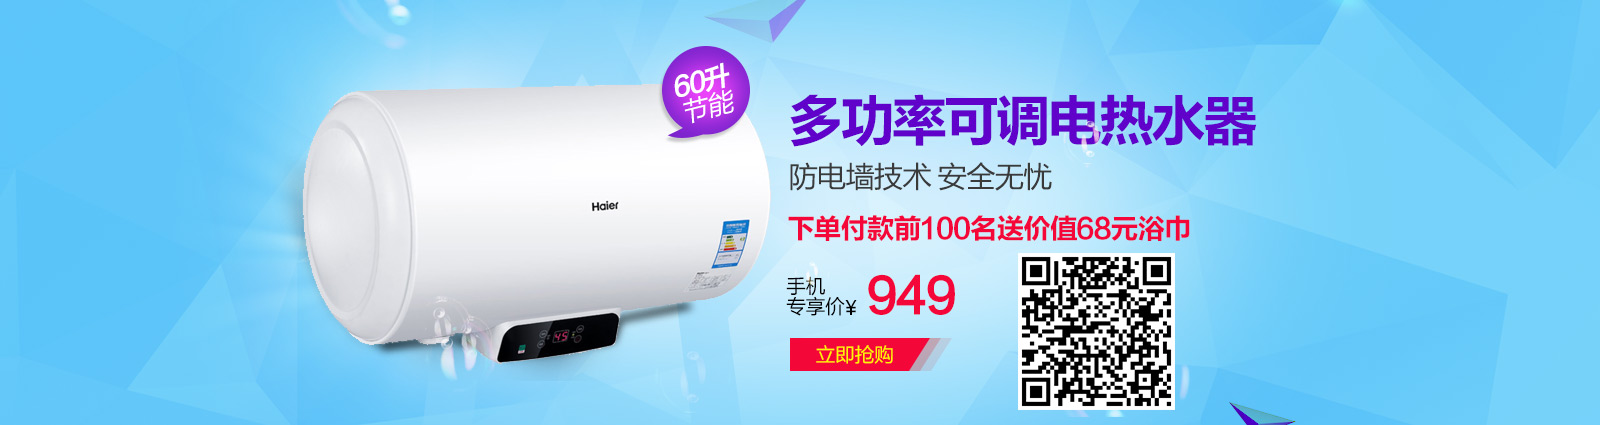 60升
节能
多功率可调电热水器
防电墙技术 安全无忧
Haier
下单付款前100名送价值68元浴巾
手机
专享价¥ 949
立即抢购
45